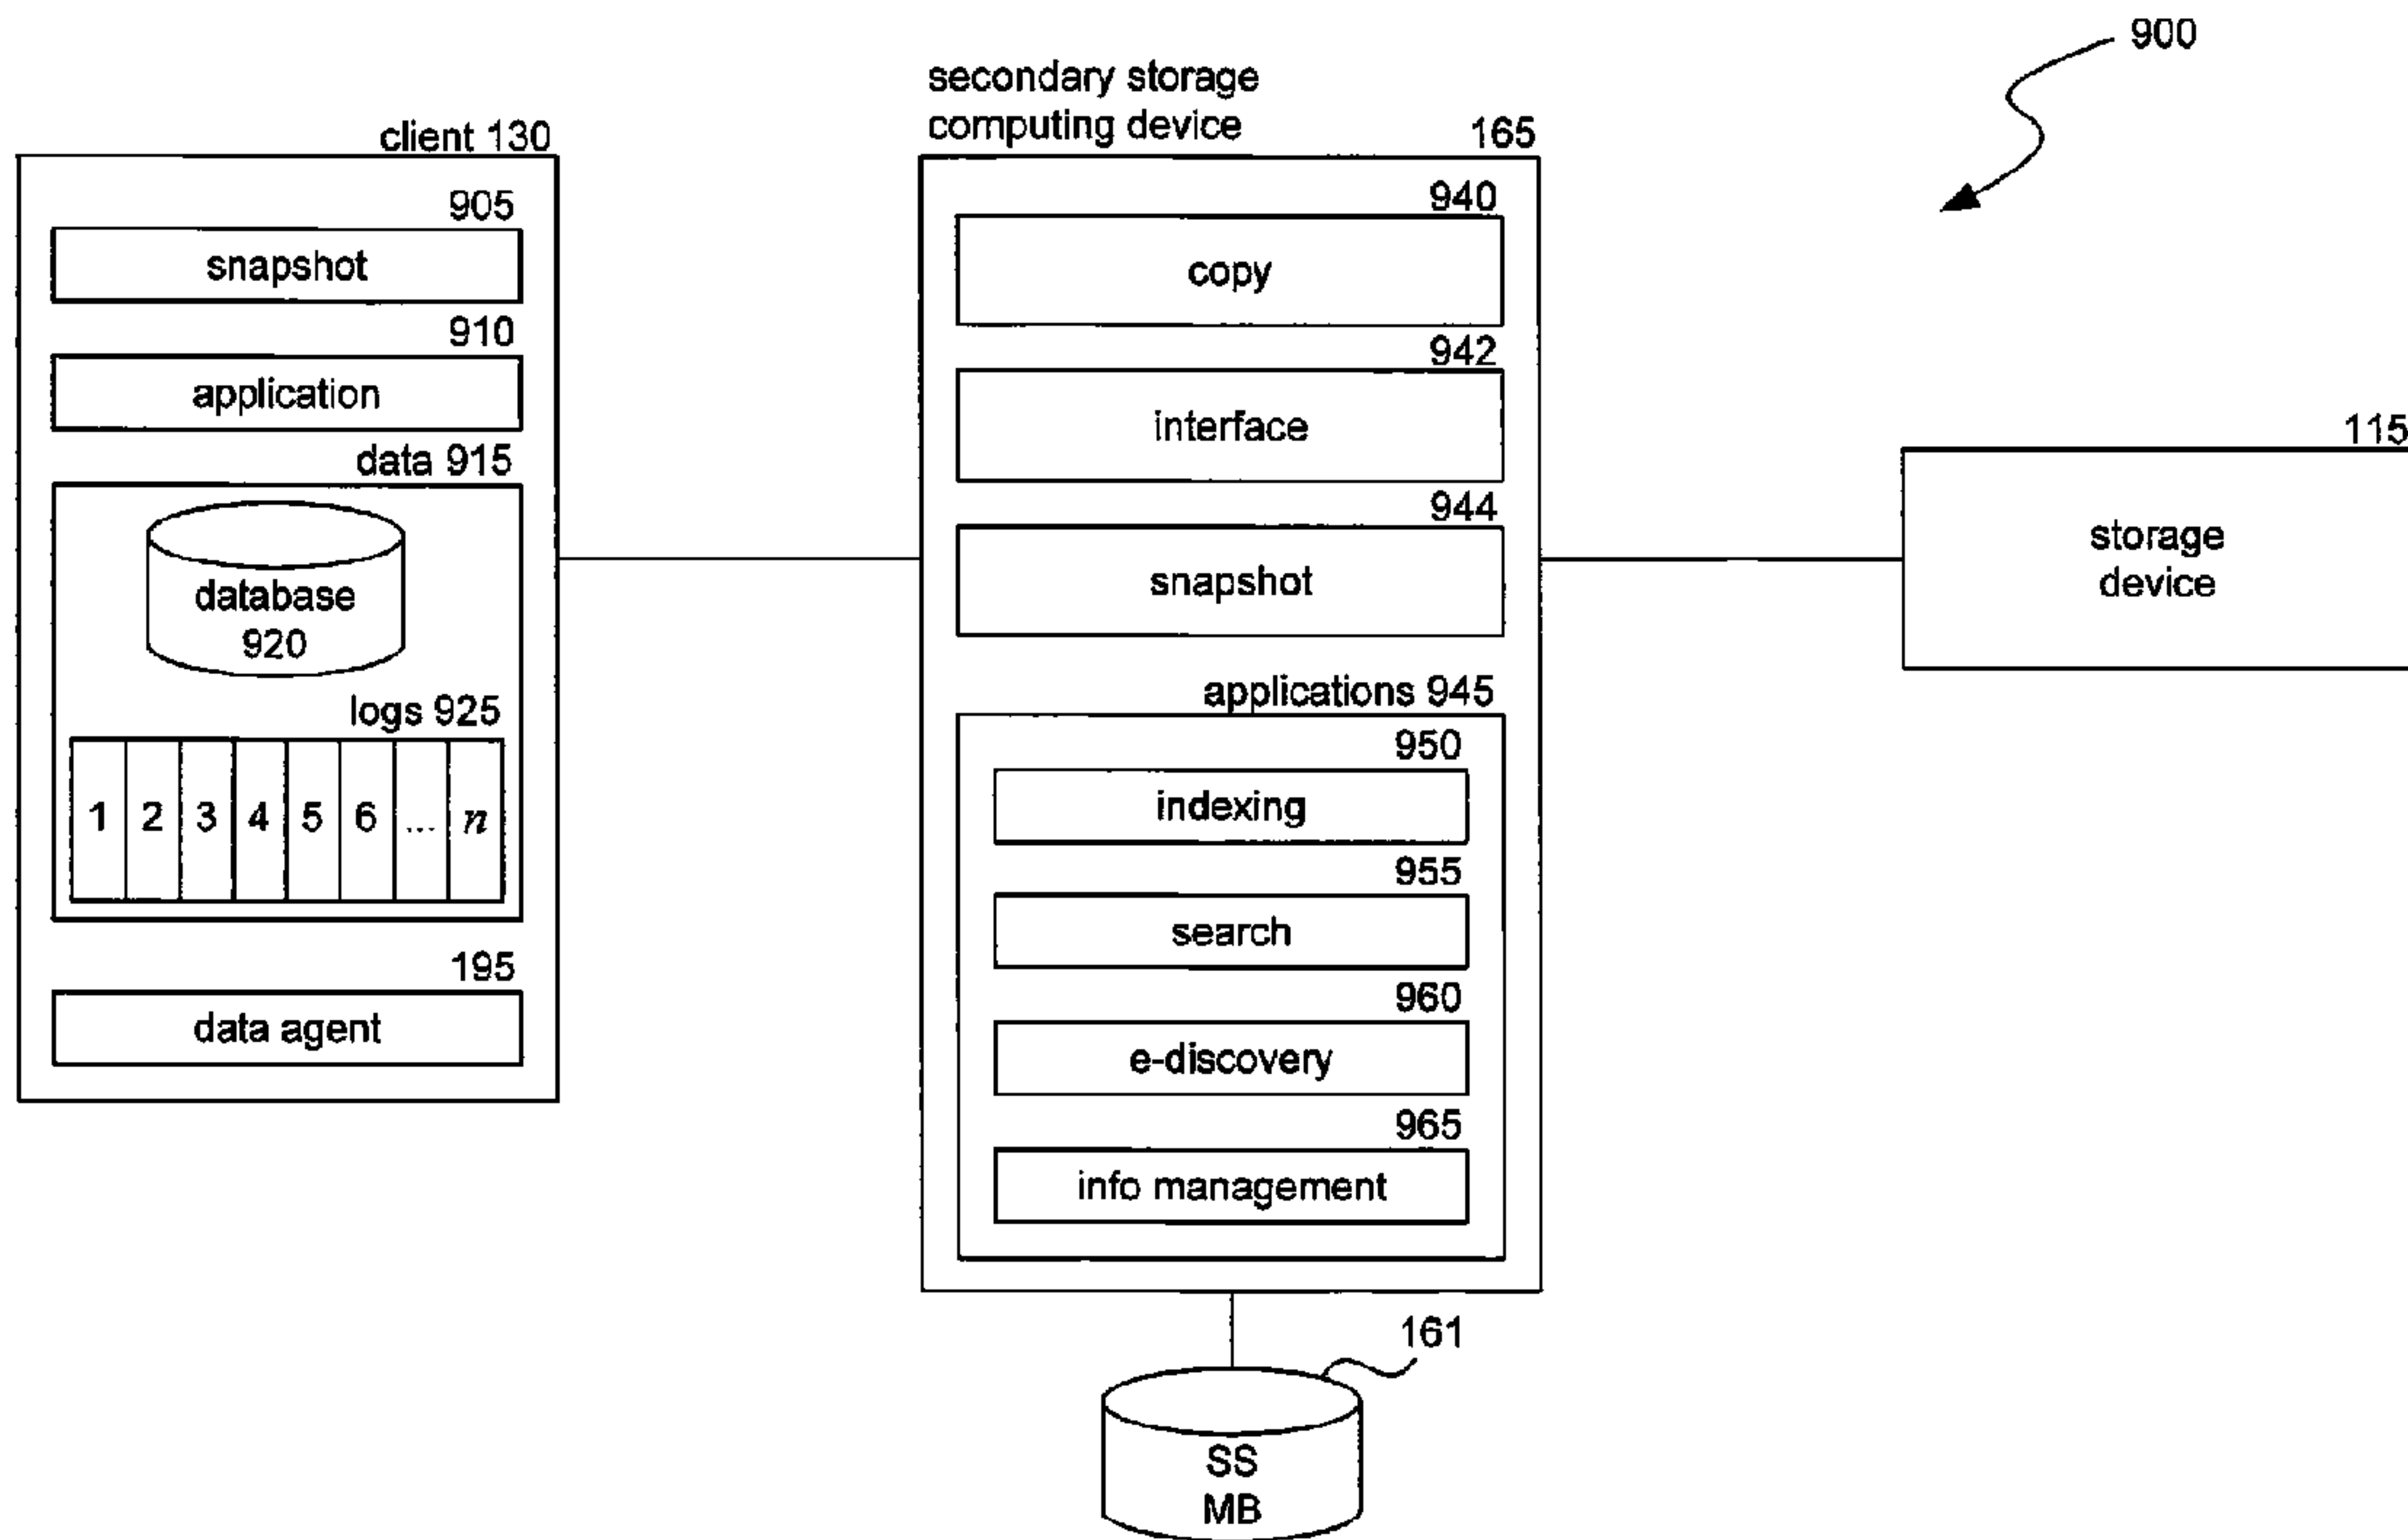 900
client 130
905
snapshot
910
application
data 915
database
920
logs 925
1 2 3 4 5 6 ... n
195
data agent
secondary storage
computing device
165
940
copy
942
interface
944
snapshot
applications 945
950
indexing
955
search
960
e-discovery
965
info management
161
SS
MB
115
storage
device